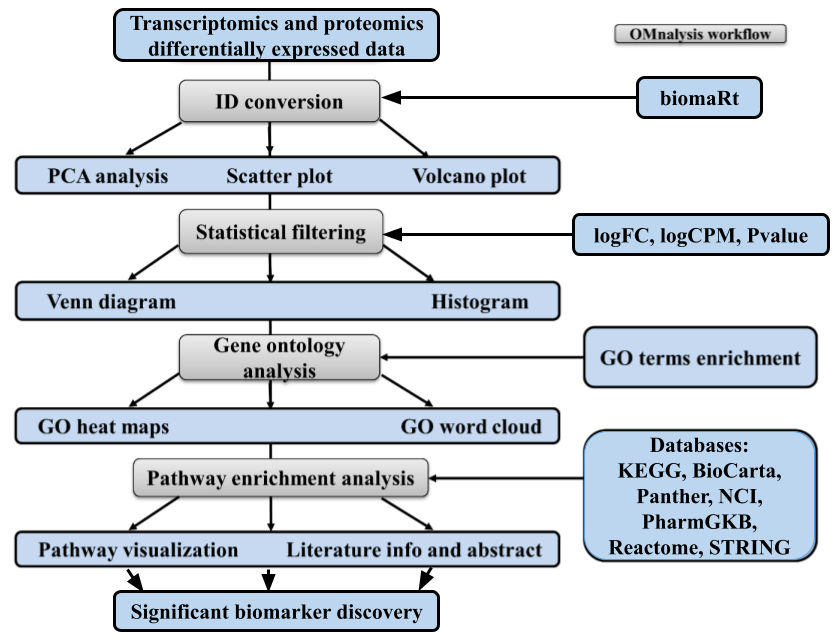 Transcriptomics and proteomics
differentially expressed data
OMnalysis workflow
ID conversion
biomaRt
PCA analysis Scatter plot Volcano plot
Statistical filtering
logFC, logCPM, Pvalue
Venn diagram Histogram
Gene ontology
analysis
GO terms enrichment
GO heat maps GO word cloud
Pathway enrichment analysis
Databases:
KEGG, BioCarta,
Panther, NCI,
PharmGKB,
Reactome, STRING
Pathway visualization Literature info and abstract
Significant biomarker discovery